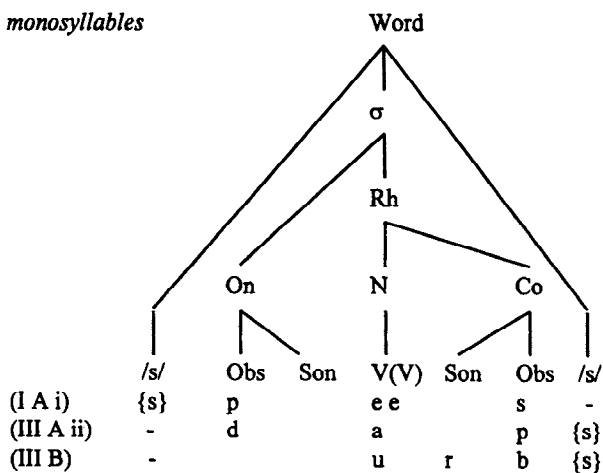 monosyllables Word
σ
Rh
On N Co
/s/ Obs Son V(V) Son Obs /s/
(I A i) {s} p e e s -
(III A ii) - d a p {s}
(III B) - u r b {s}